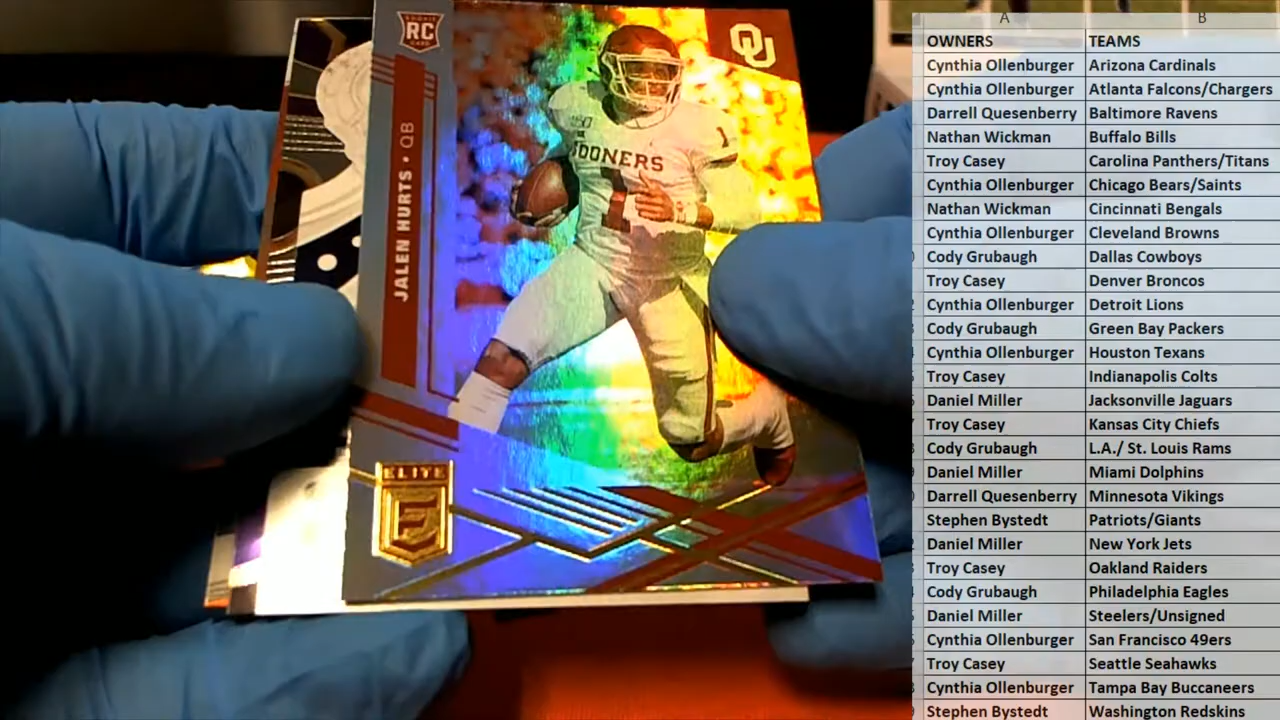 RC
OU
JALEN HURTS • QB
SOONERS
1
ELITE
E
A B
OWNERS TEAMS
Cynthia Ollenburger Arizona Cardinals
Cynthia Ollenburger Atlanta Falcons/Chargers
Darrell Quesenberry Baltimore Ravens
Nathan Wickman Buffalo Bills
Troy Casey Carolina Panthers/Titans
Cynthia Ollenburger Chicago Bears/Saints
Nathan Wickman Cincinnati Bengals
Cynthia Ollenburger Cleveland Browns
Cody Grubaugh Dallas Cowboys
Troy Casey Denver Broncos
Cynthia Ollenburger Detroit Lions
Cody Grubaugh Green Bay Packers
Cynthia Ollenburger Houston Texans
Troy Casey Indianapolis Colts
Daniel Miller Jacksonville Jaguars
Troy Casey Kansas City Chiefs
Cody Grubaugh L.A./ St. Louis Rams
Daniel Miller Miami Dolphins
Darrell Quesenberry Minnesota Vikings
Stephen Bystedt Patriots/Giants
Daniel Miller New York Jets
Troy Casey Oakland Raiders
Cody Grubaugh Philadelphia Eagles
Daniel Miller Steelers/Unsigned
Cynthia Ollenburger San Francisco 49ers
Troy Casey Seattle Seahawks
Cynthia Ollenburger Tampa Bay Buccaneers
Stephen Bystedt Washington Redskins